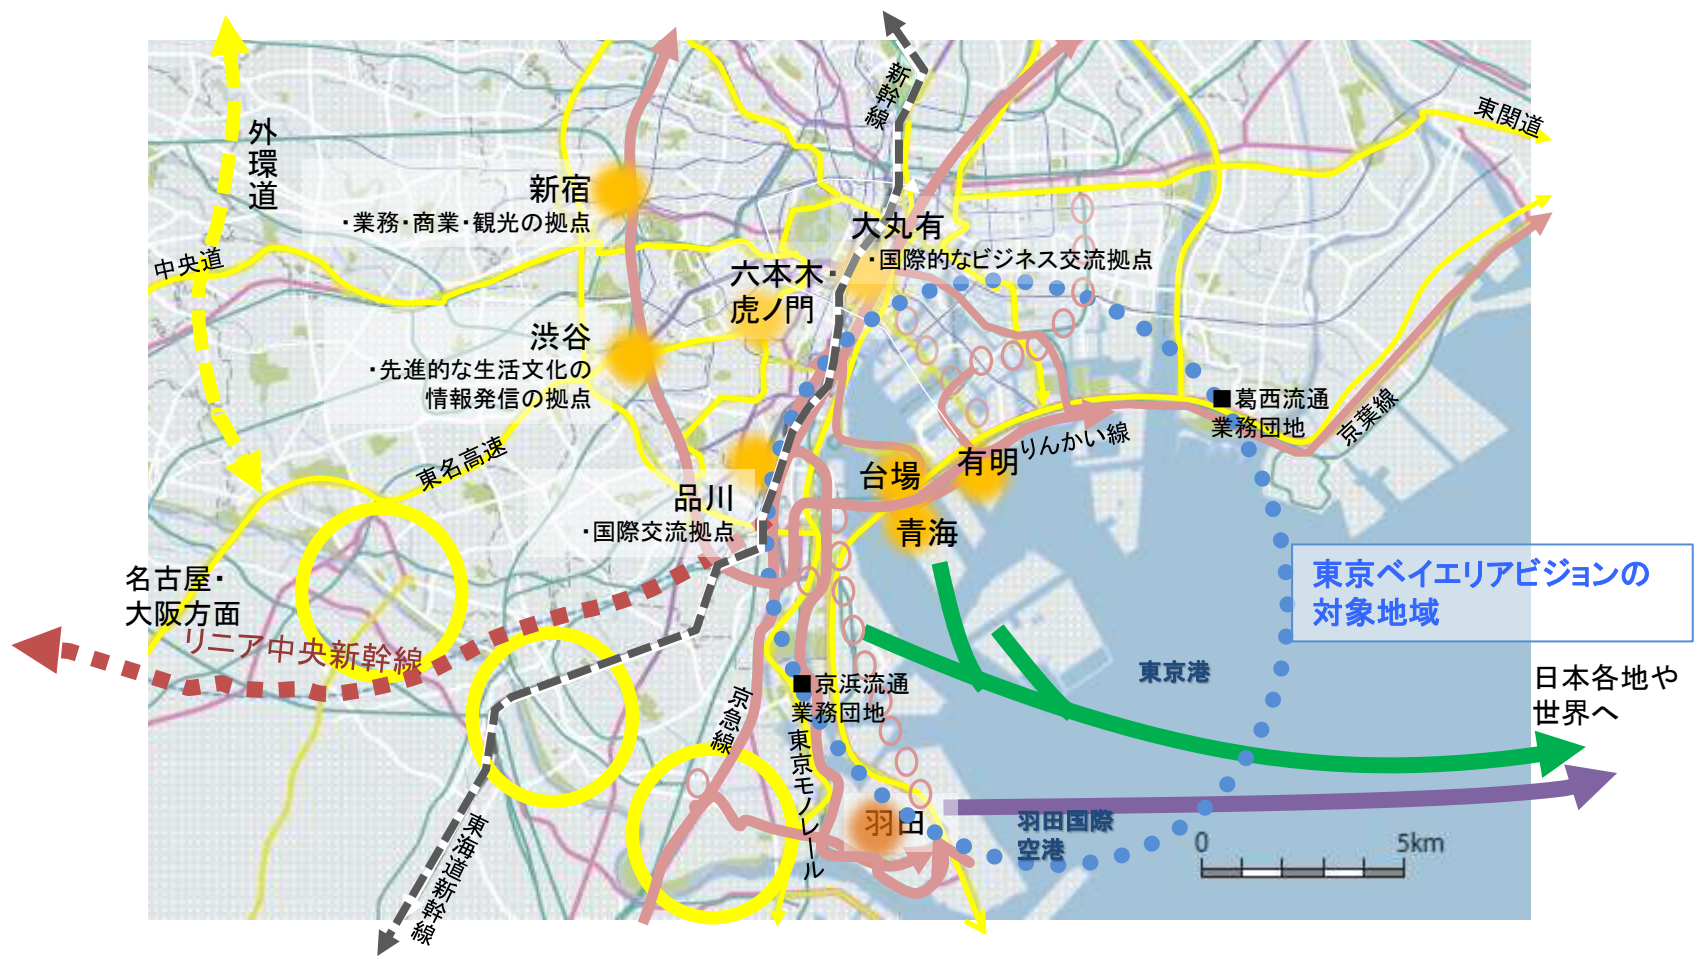 新幹線
東関道
外環道
新宿
・業務・商業・観光の拠点
大丸有
・国際的なビジネス交流拠点
中央道
六本木・
虎ノ門
渋谷
・先進的な生活文化の
情報発信の拠点
■葛西流通
業務団地
京葉線
りんかい線
東名高速
台場
有明
品川
・国際交流拠点
青海
名古屋・
大阪方面
リニア中央新幹線
東京ベイエリアビジョンの
対象地域
東京港
日本各地や
世界へ
■京浜流通
業務団地
京急線
東京モノレール
羽田
羽田国際
空港
東海道新幹線
0 5km